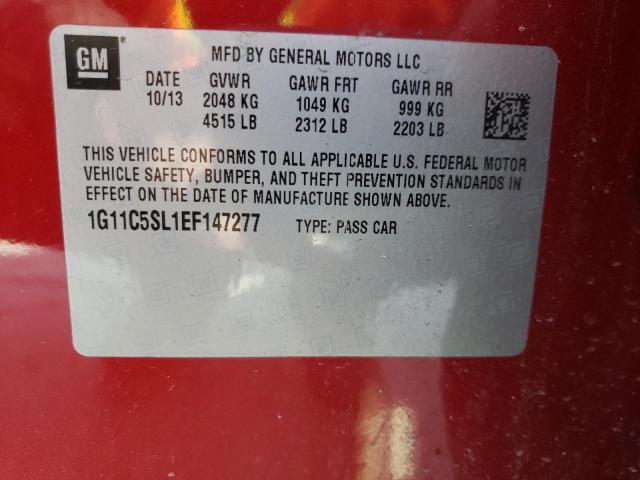 GM ®
MFD BY GENERAL MOTORS LLC
DATE GVWR GAWR FRT GAWR RR
10/13 2048 KG 1049 KG 999 KG
4515 LB 2312 LB 2203 LB
THIS VEHICLE CONFORMS TO ALL APPLICABLE U.S. FEDERAL MOTOR
VEHICLE SAFETY, BUMPER, AND THEFT PREVENTION STANDARDS IN
EFFECT ON THE DATE OF MANUFACTURE SHOWN ABOVE.
1G11C5SL1EF147277 TYPE: PASS CAR